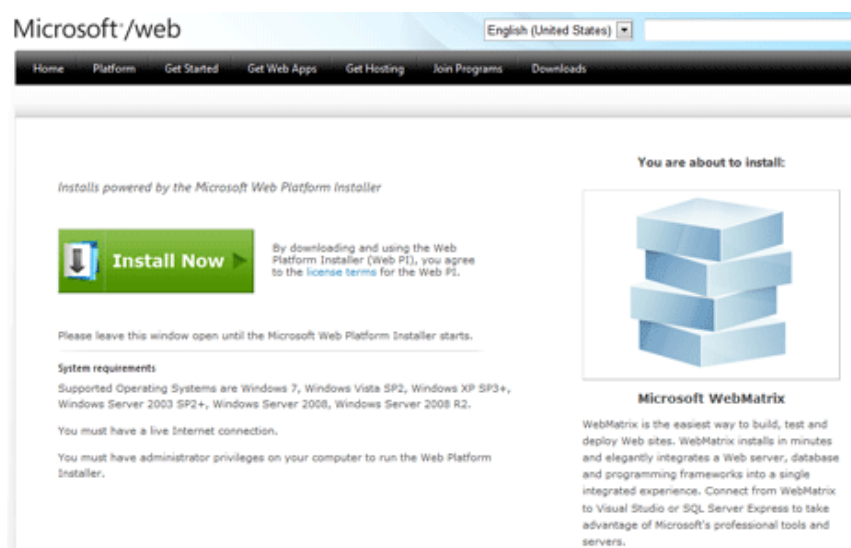 Microsoft /web
English (United States)
Home Platform Get Started Get Web Apps Get Hosting Join Programs Downloads
Installs powered by the Microsoft Web Platform Installer
Install Now
By downloading and using the Web
Platform Installer (Web PI), you agree
to the license terms for the Web PI.
Please leave this window open until the Microsoft Web Platform Installer starts.
System requirements
Supported Operating Systems are Windows 7, Windows Vista SP2, Windows XP SP3+,
Windows Server 2003 SP2+, Windows Server 2008, Windows Server 2008 R2.
You must have a live Internet connection.
You must have administrator privileges on your computer to run the Web Platform
Installer.
You are about to install:
Microsoft WebMatrix
WebMatrix is the easiest way to build, test and
deploy Web sites. WebMatrix installs in minutes
and elegantly integrates a Web server, database
and programming frameworks into a single
integrated experience. Connect from WebMatrix
to Visual Studio or SQL Server Express to take
advantage of Microsoft's professional tools and
servers.